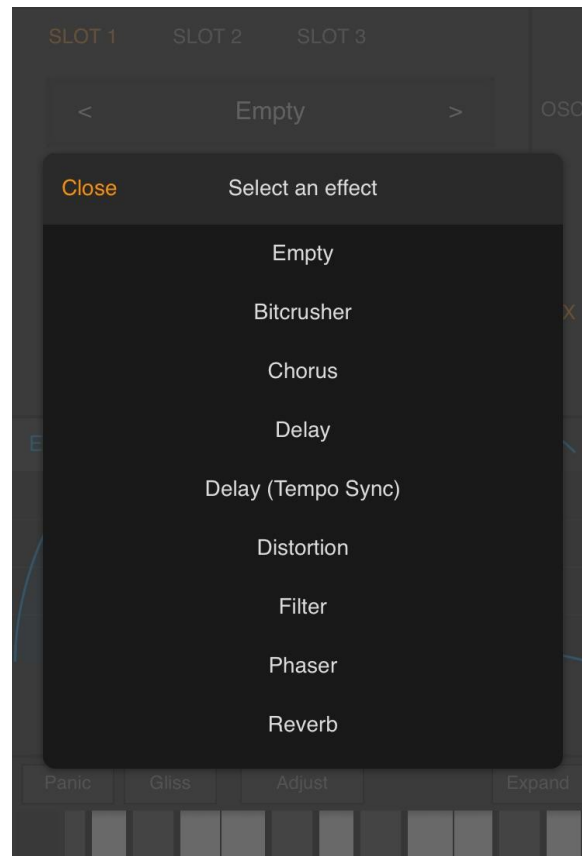 SLOT 1 SLOT 2 SLOT 3
< Empty >
OSC
Close Select an effect
Empty
Bitcrusher
Chorus
Delay
Delay (Tempo Sync)
Distortion
Filter
Phaser
Reverb
Panic Gliss Adjust Expand